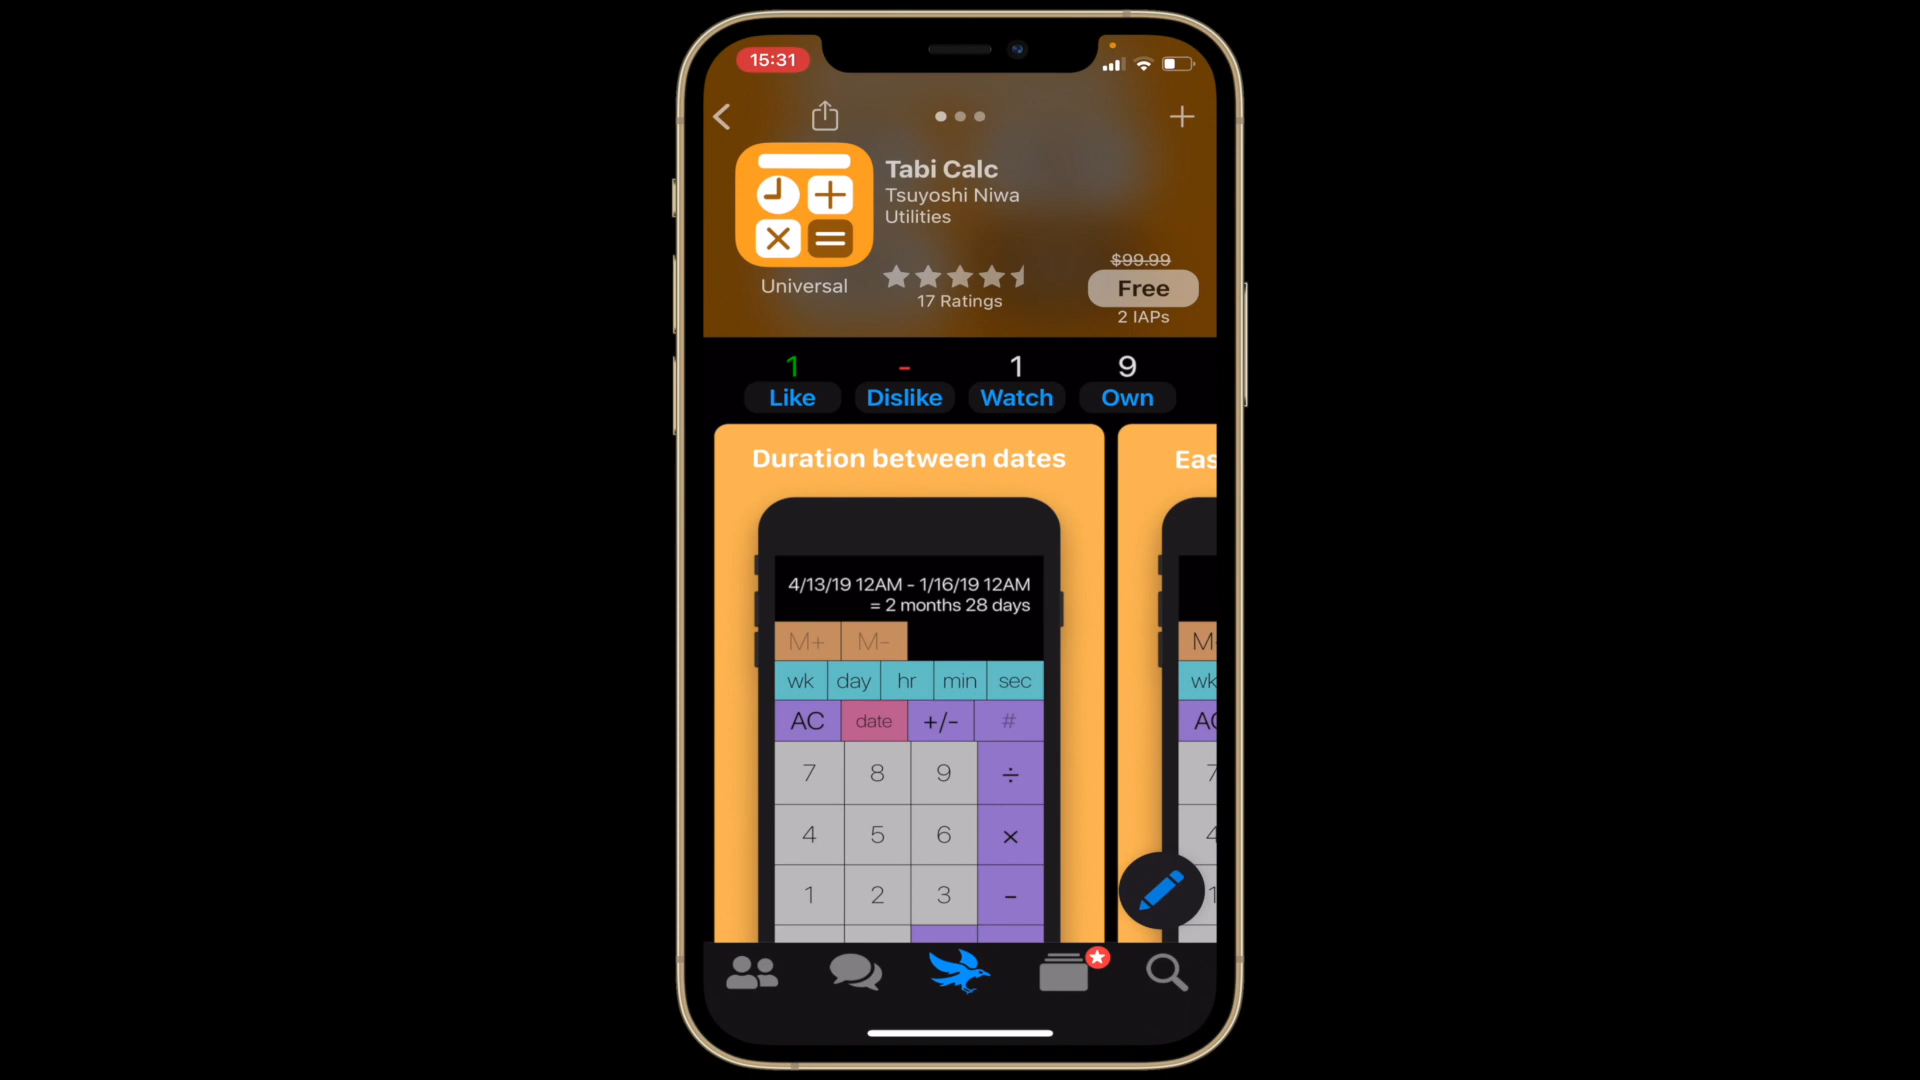 15:31
Tabi Calc
Tsuyoshi Niwa
Utilities
Universal
17 Ratings
$99.99
Free
2 IAPs
1 - 1 9
Like Dislike Watch Own
Duration between dates
4/13/19 12AM - 1/16/19 12AM
= 2 months 28 days
M+ M-
wk day hr min sec
AC date +/- #
7 8 9 ÷
4 5 6 ×
1 2 3 -
Eas
M
wk
AC
7
4
1